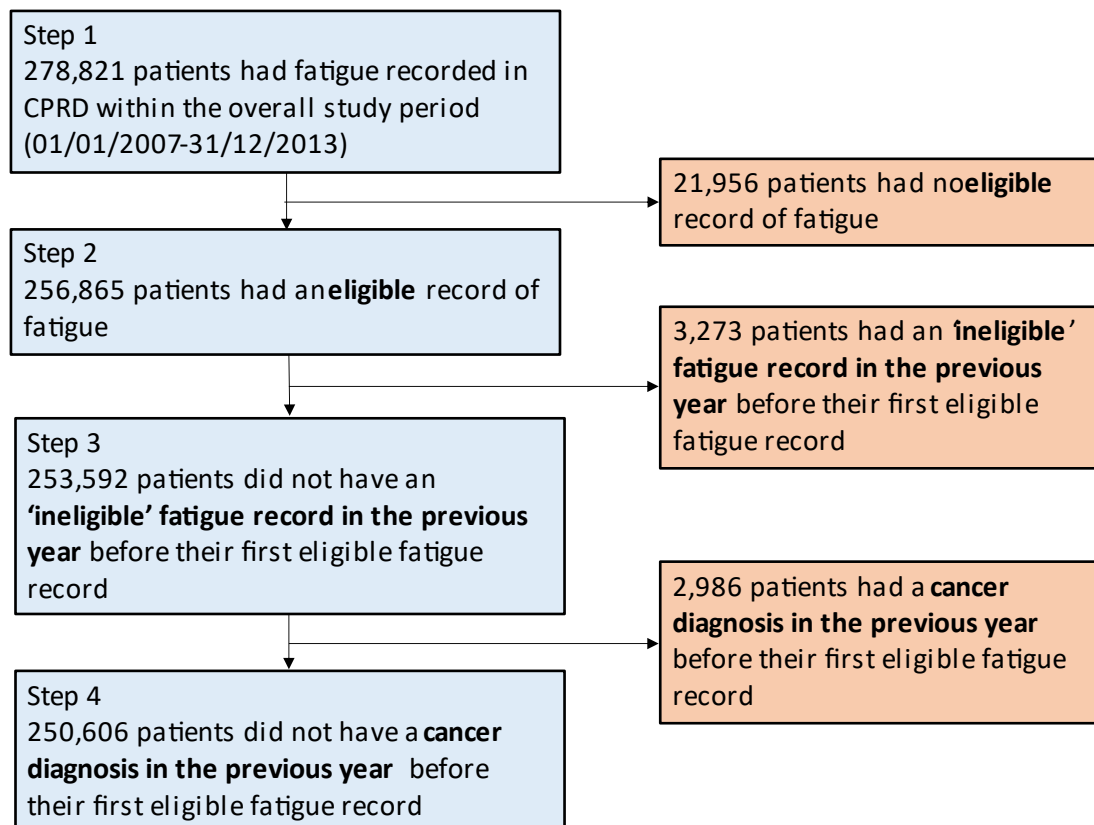 Step 1
278,821 patients had fatigue recorded in
CPRD within the overall study period
(01/01/2007-31/12/2013)
21,956 patients had noeligible
record of fatigue
Step 2
256,865 patients had aneligible record of
fatigue
3,273 patients had an ‘ineligible’
fatigue record in the previous
year before their first eligible
fatigue record
Step 3
253,592 patients did not have an
‘ineligible’ fatigue record in the previous
year before their first eligible fatigue
record
2,986 patients had a cancer
diagnosis in the previous year
before their first eligible fatigue
record
Step 4
250,606 patients did not have a cancer
diagnosis in the previous year before
their first eligible fatigue record